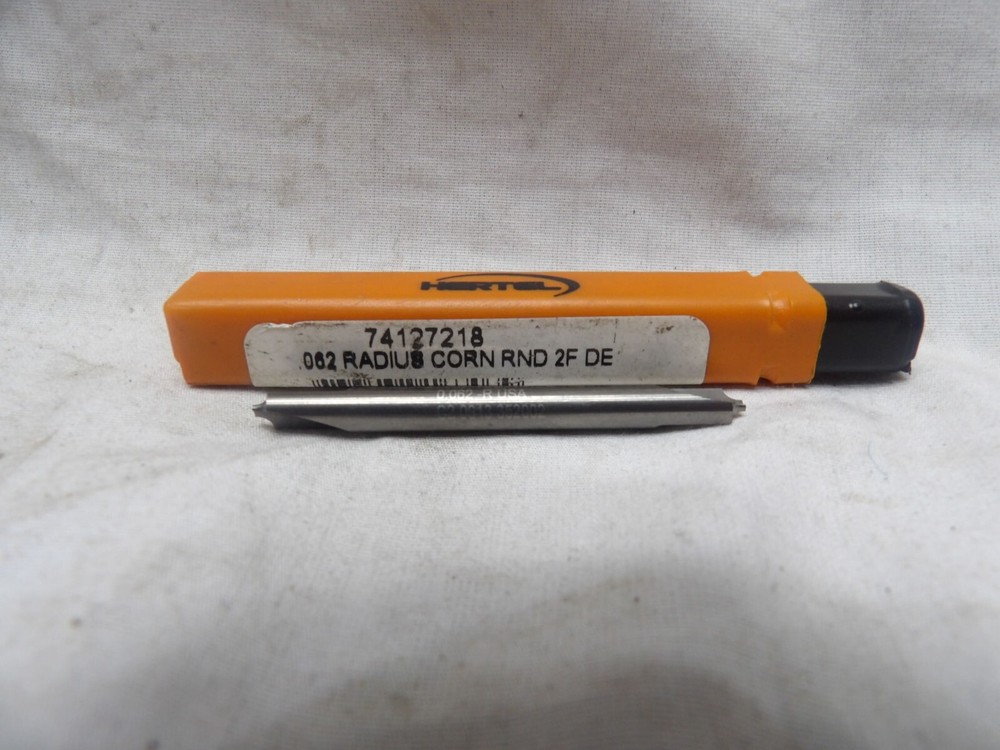 HERTEL
74127218
.062 RADIUS CORN RND 2F DE
0.062 .R USA